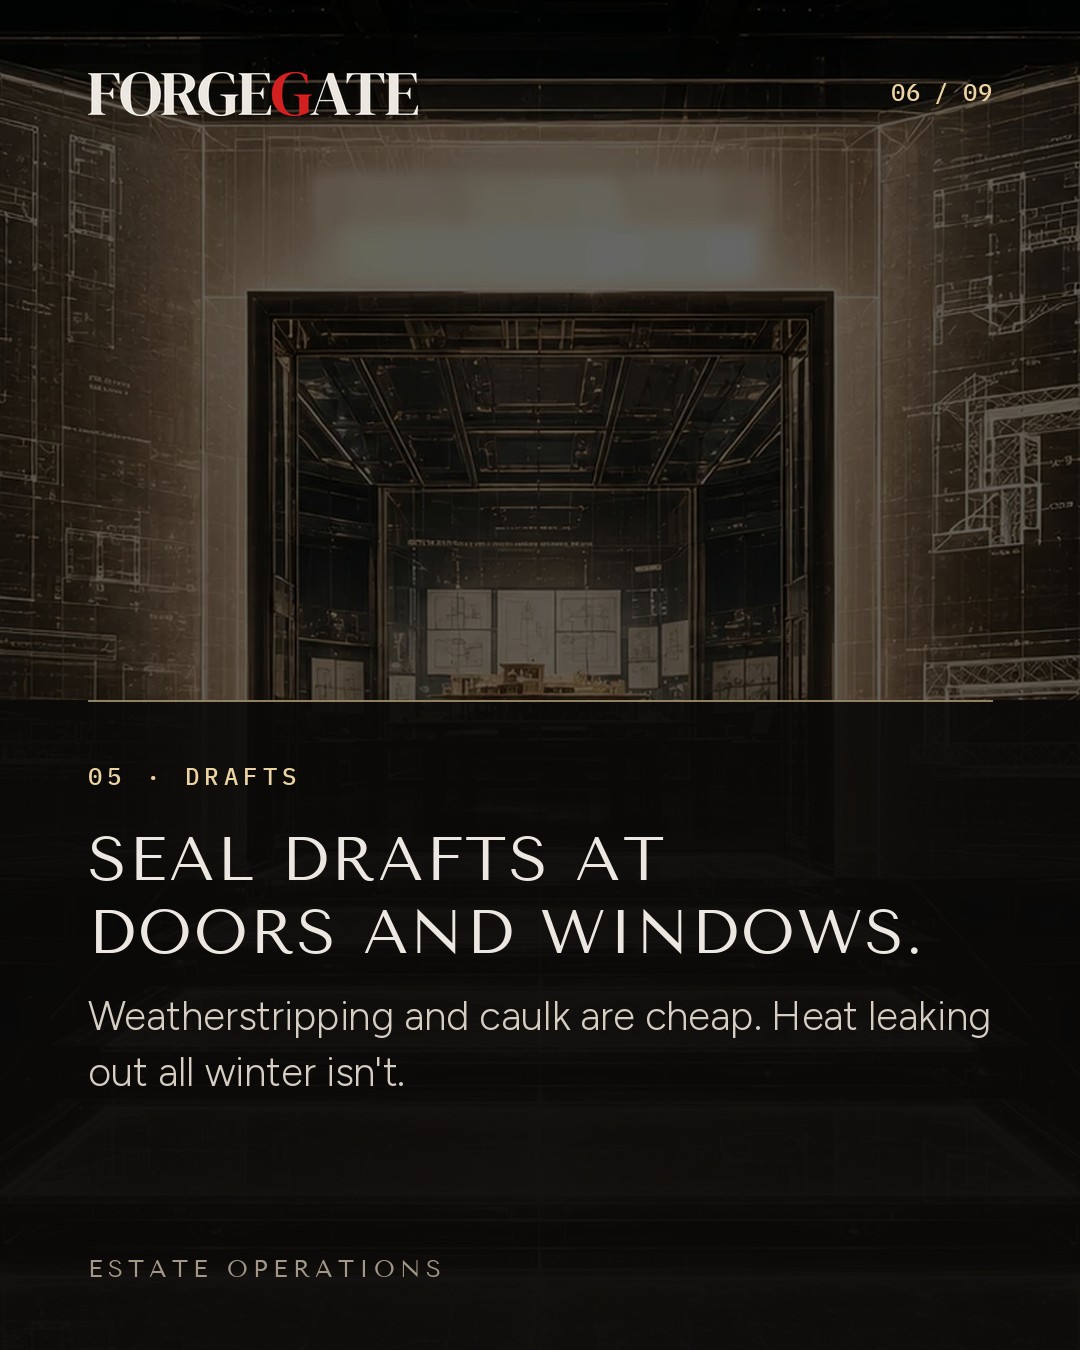 FORGEGATE
06 / 09
05 · DRAFTS
SEAL DRAFTS AT
DOORS AND WINDOWS.
Weatherstripping and caulk are cheap. Heat leaking
out all winter isn't.
ESTATE OPERATIONS